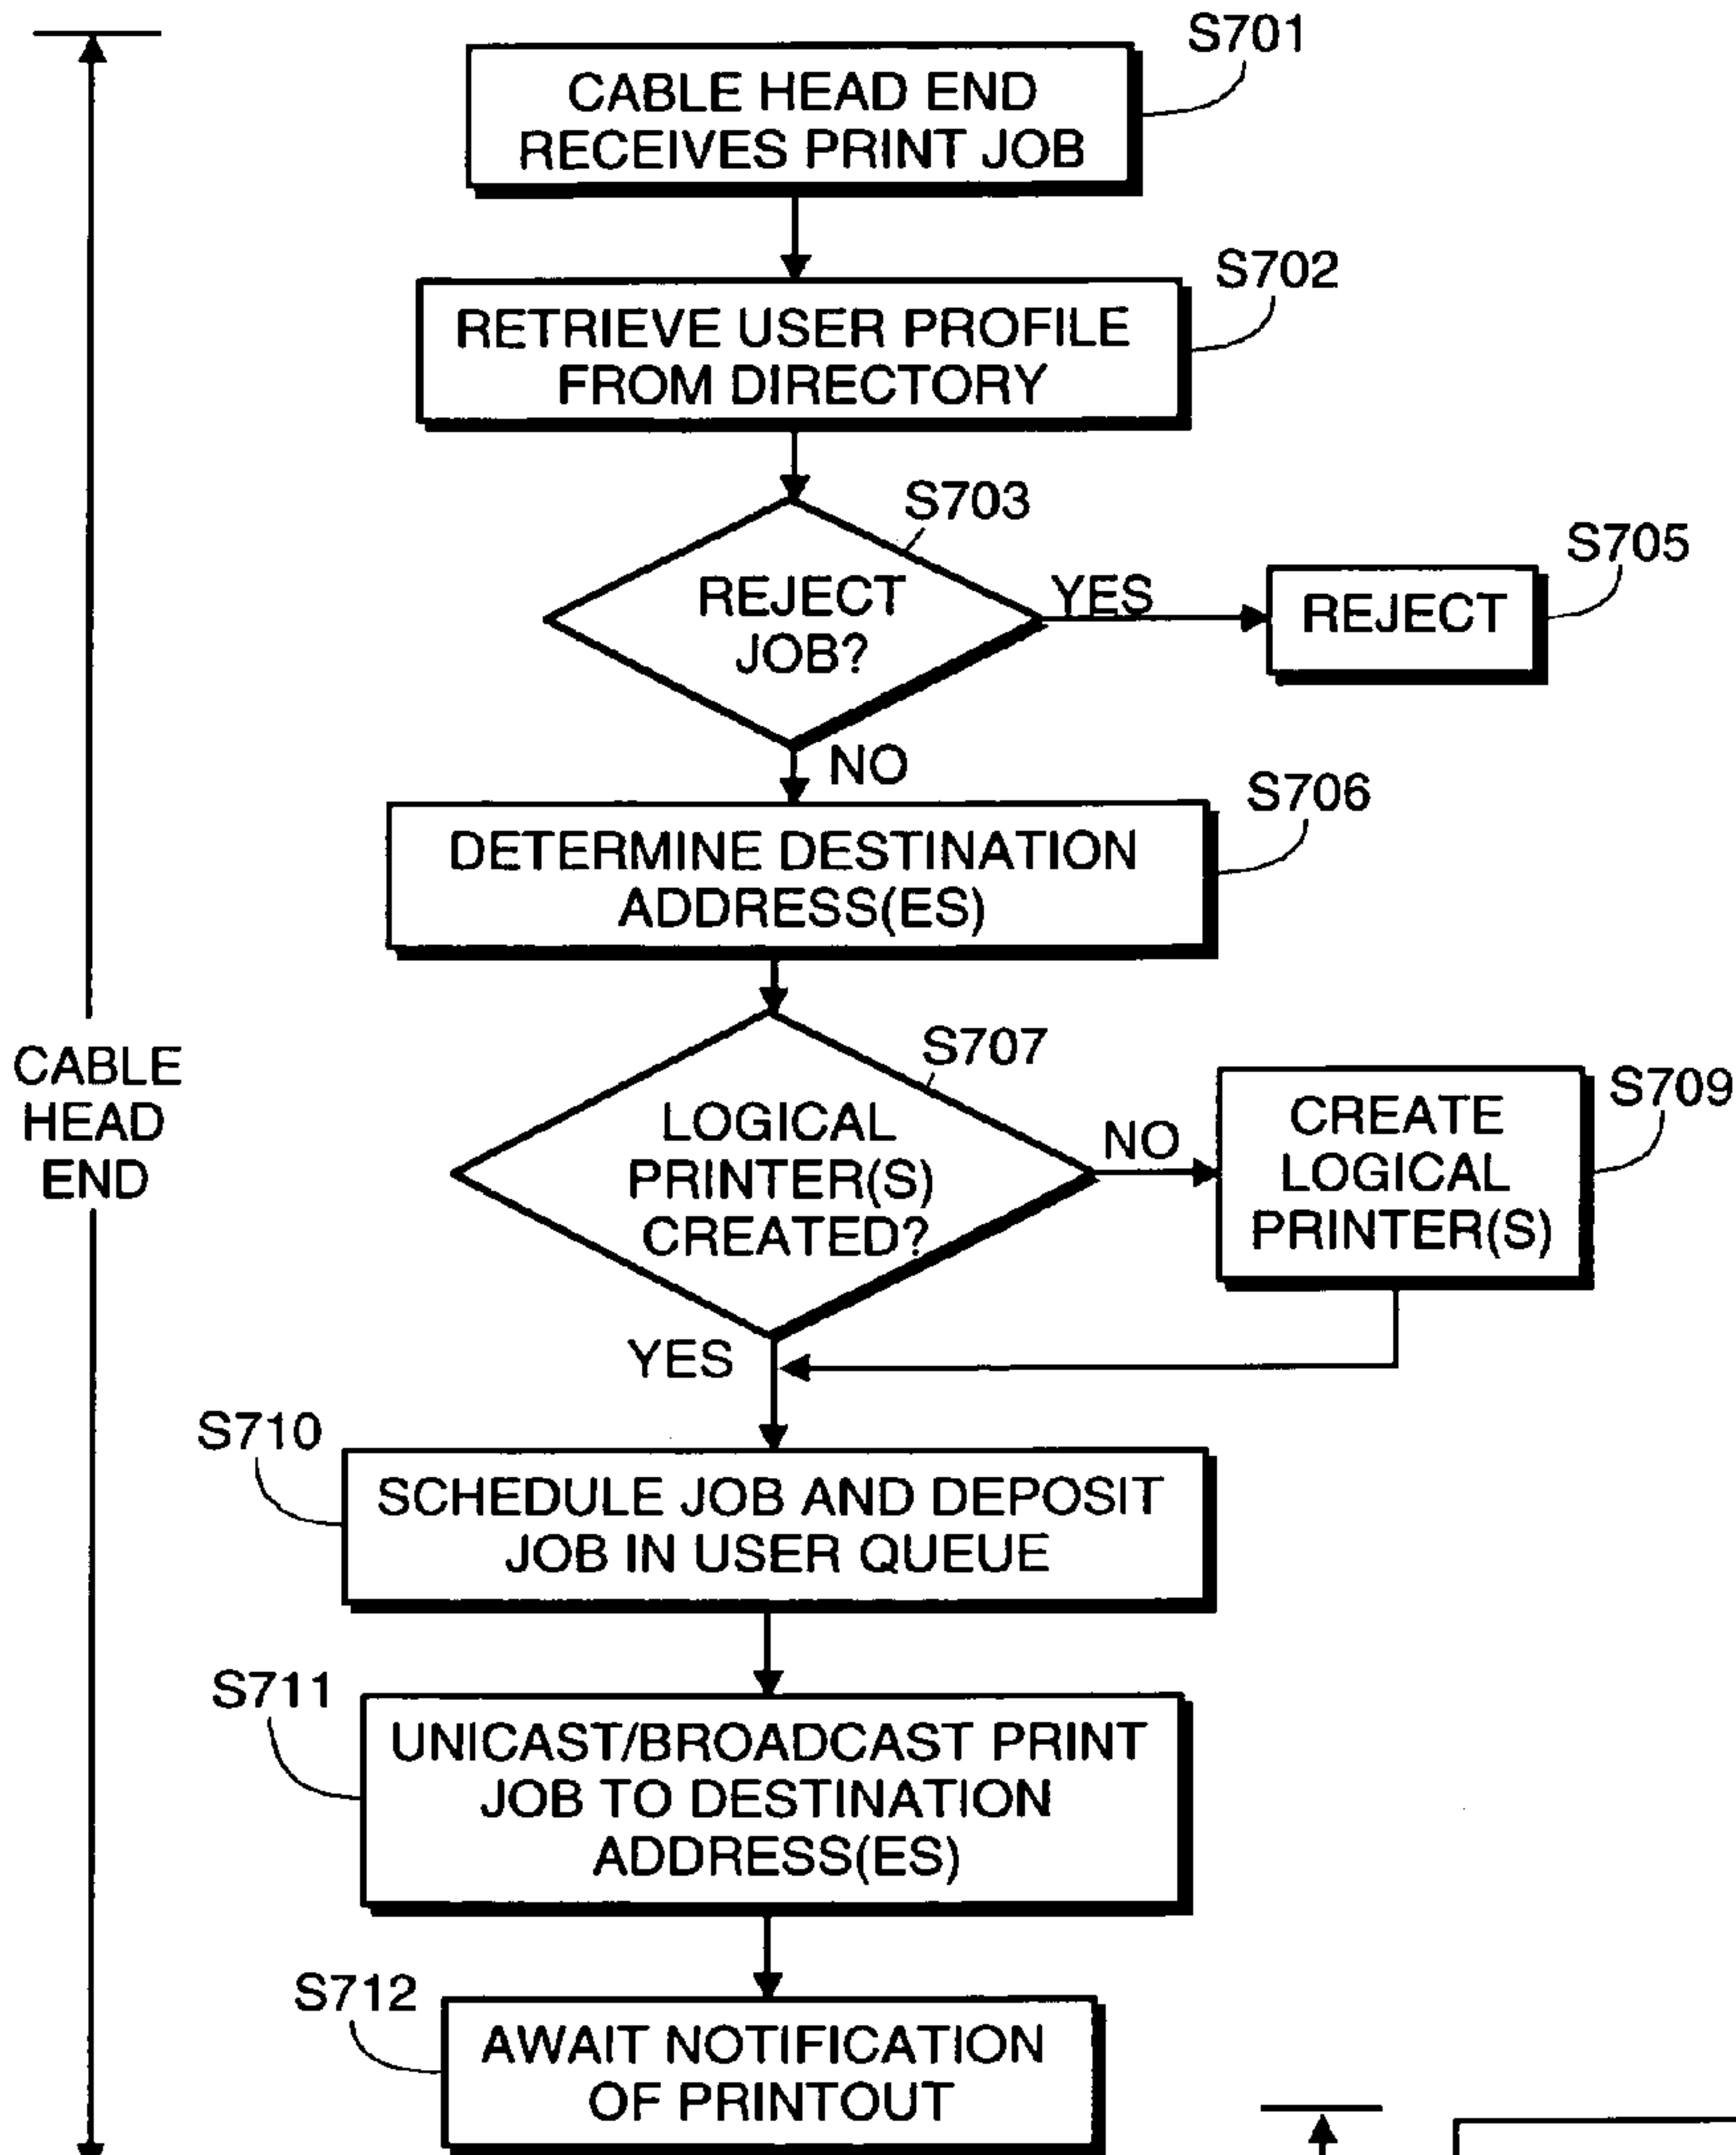 S701
CABLE HEAD END
RECEIVES PRINT JOB
S702
RETRIEVE USER PROFILE
FROM DIRECTORY
S703
REJECT
JOB?
YES
S705
REJECT
NO
S706
DETERMINE DESTINATION
ADDRESS(ES)
S707
LOGICAL
PRINTER(S)
CREATED?
NO
S709
CREATE
LOGICAL
PRINTER(S)
CABLE
HEAD
END
YES
S710
SCHEDULE JOB AND DEPOSIT
JOB IN USER QUEUE
S711
UNICAST/BROADCAST PRINT
JOB TO DESTINATION
ADDRESS(ES)
S712
AWAIT NOTIFICATION
OF PRINTOUT